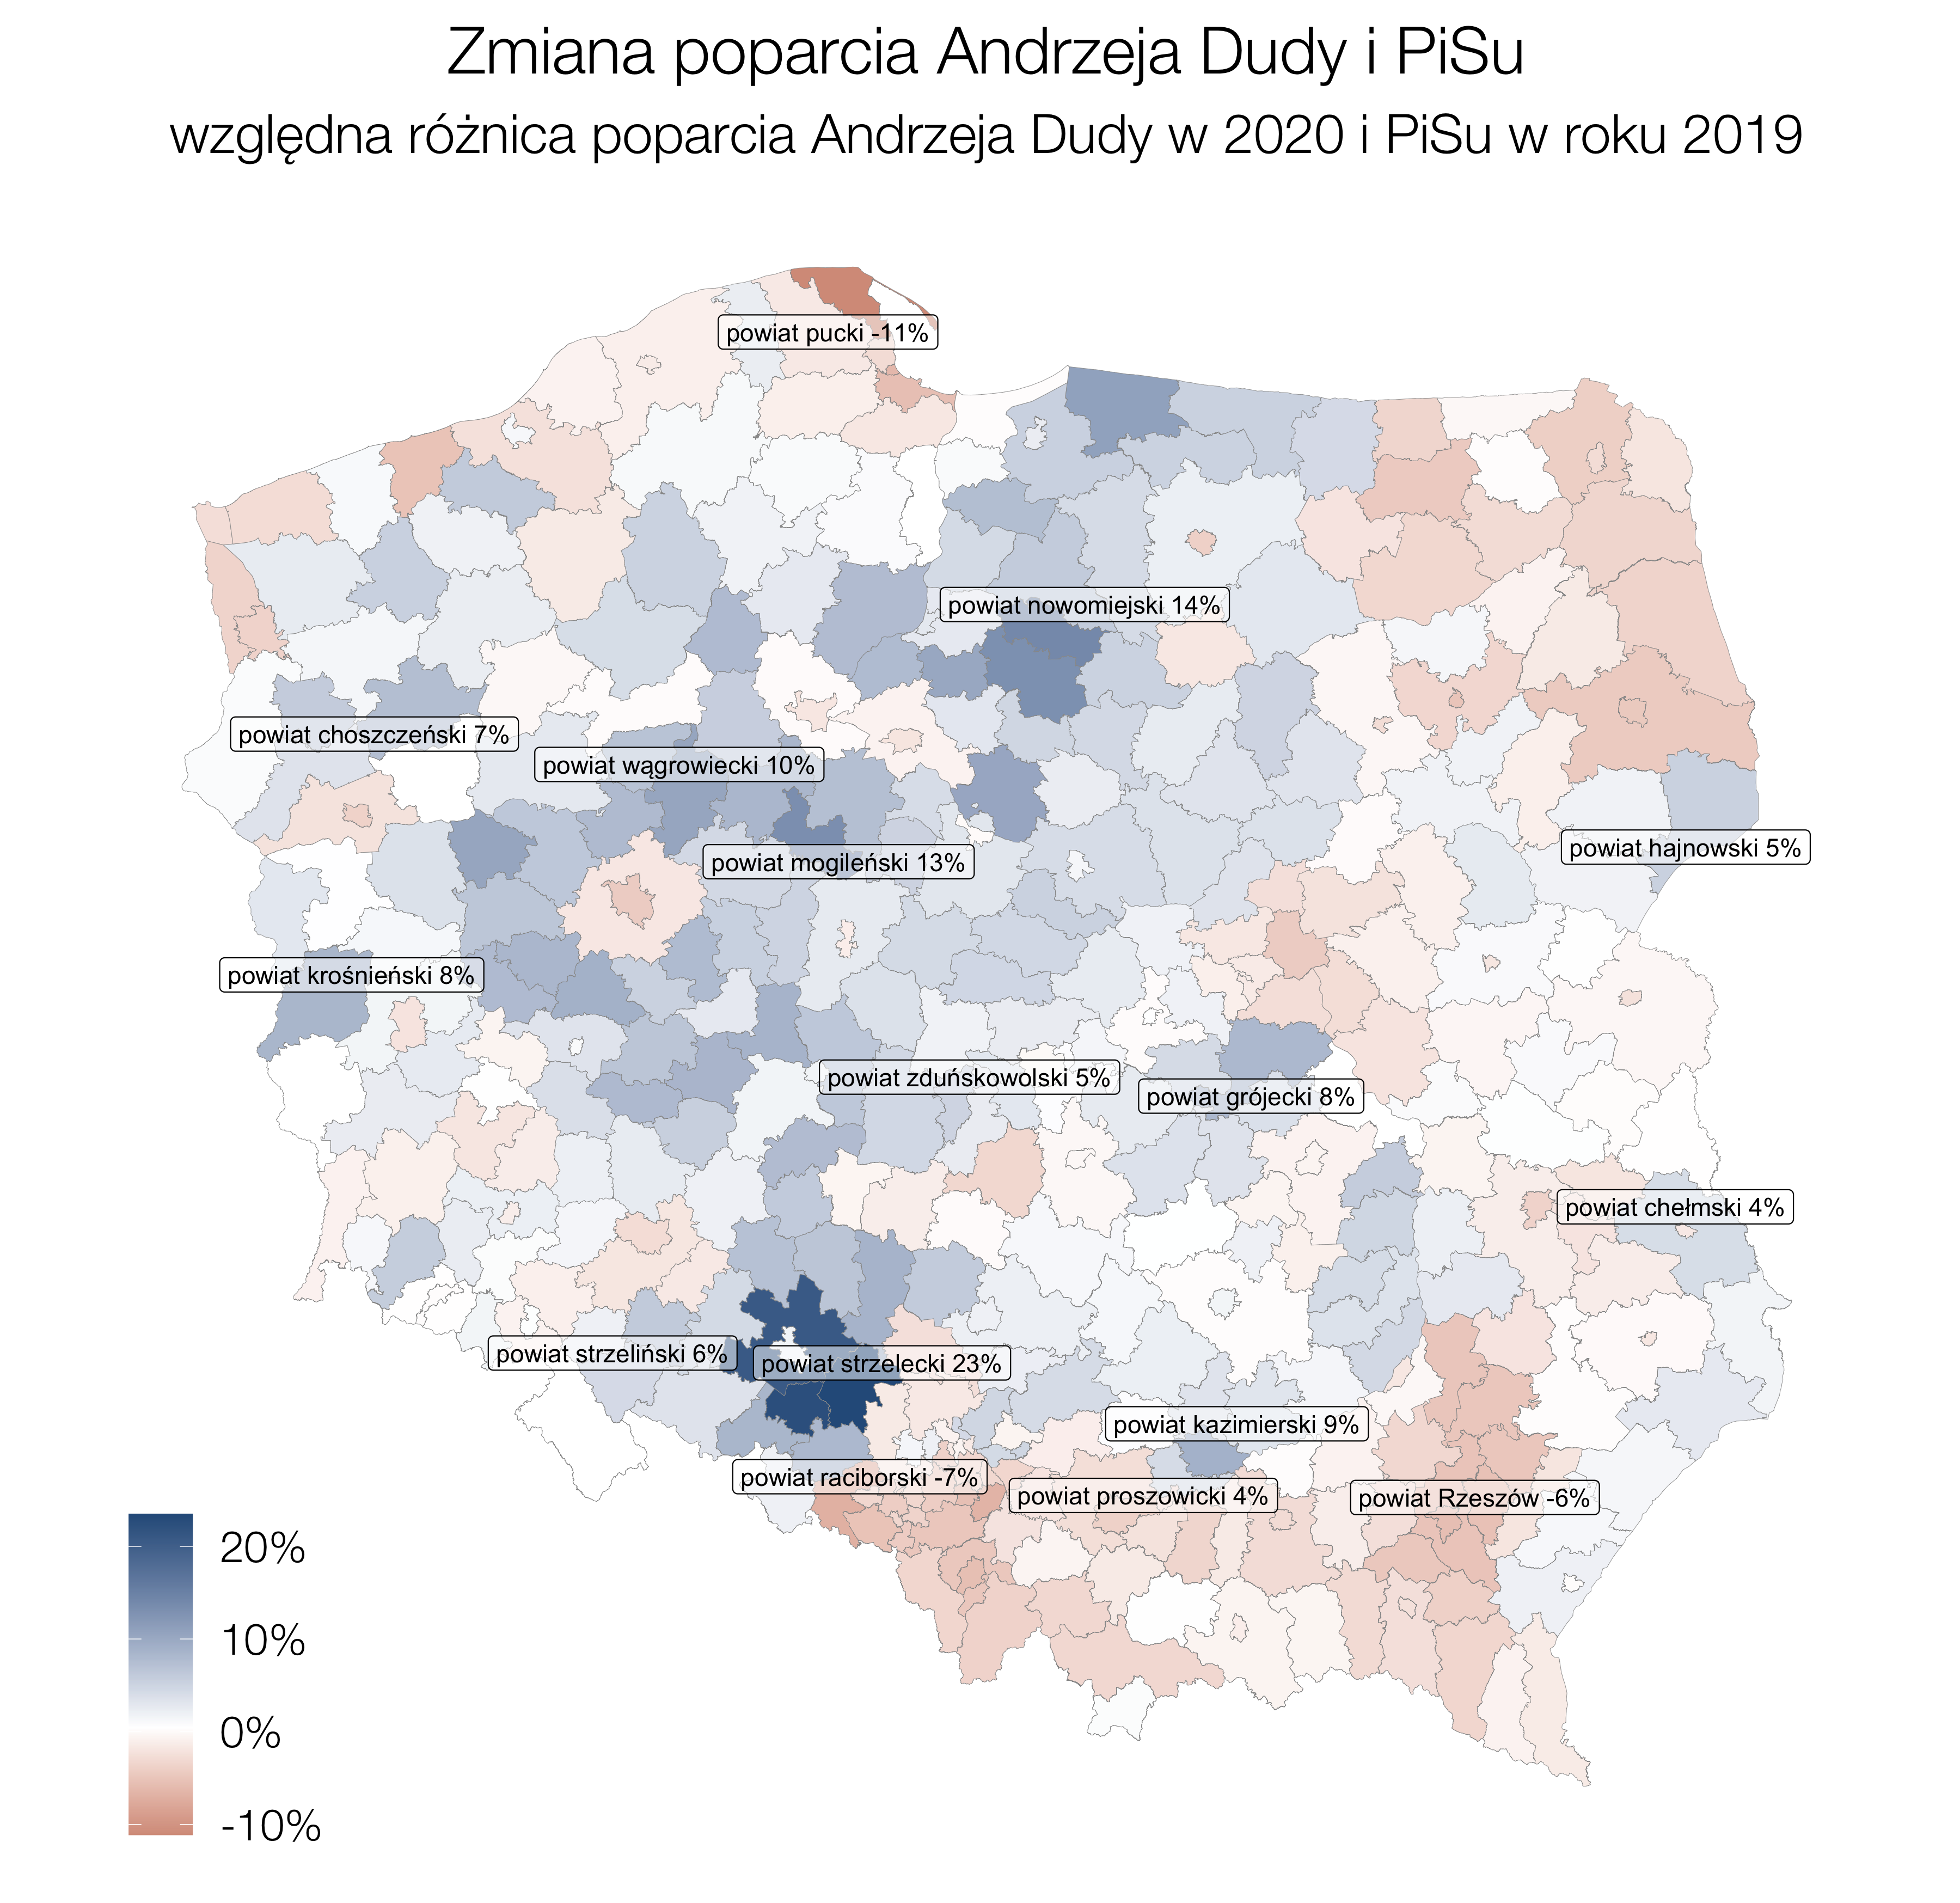 Zmiana poparcia Andrzeja Dudy i PiSu
względna różnica poparcia Andrzeja Dudy w 2020 i PiSu w roku 2019
powiat pucki -11%
powiat nowomiejski 14%
powiat choszczeński 7%
powiat wągrowiecki 10%
powiat hajnowski 5%
powiat mogileński 13%
powiat krośnieński 8%
powiat zduńskowolski 5%
powiat grójecki 8%
powiat chełmski 4%
powiat strzeliński 6%
powiat strzelecki 23%
powiat kazimierski 9%
powiat raciborski -7%
powiat proszowicki 4%
powiat Rzeszów -6%
20%
10%
0%
-10%